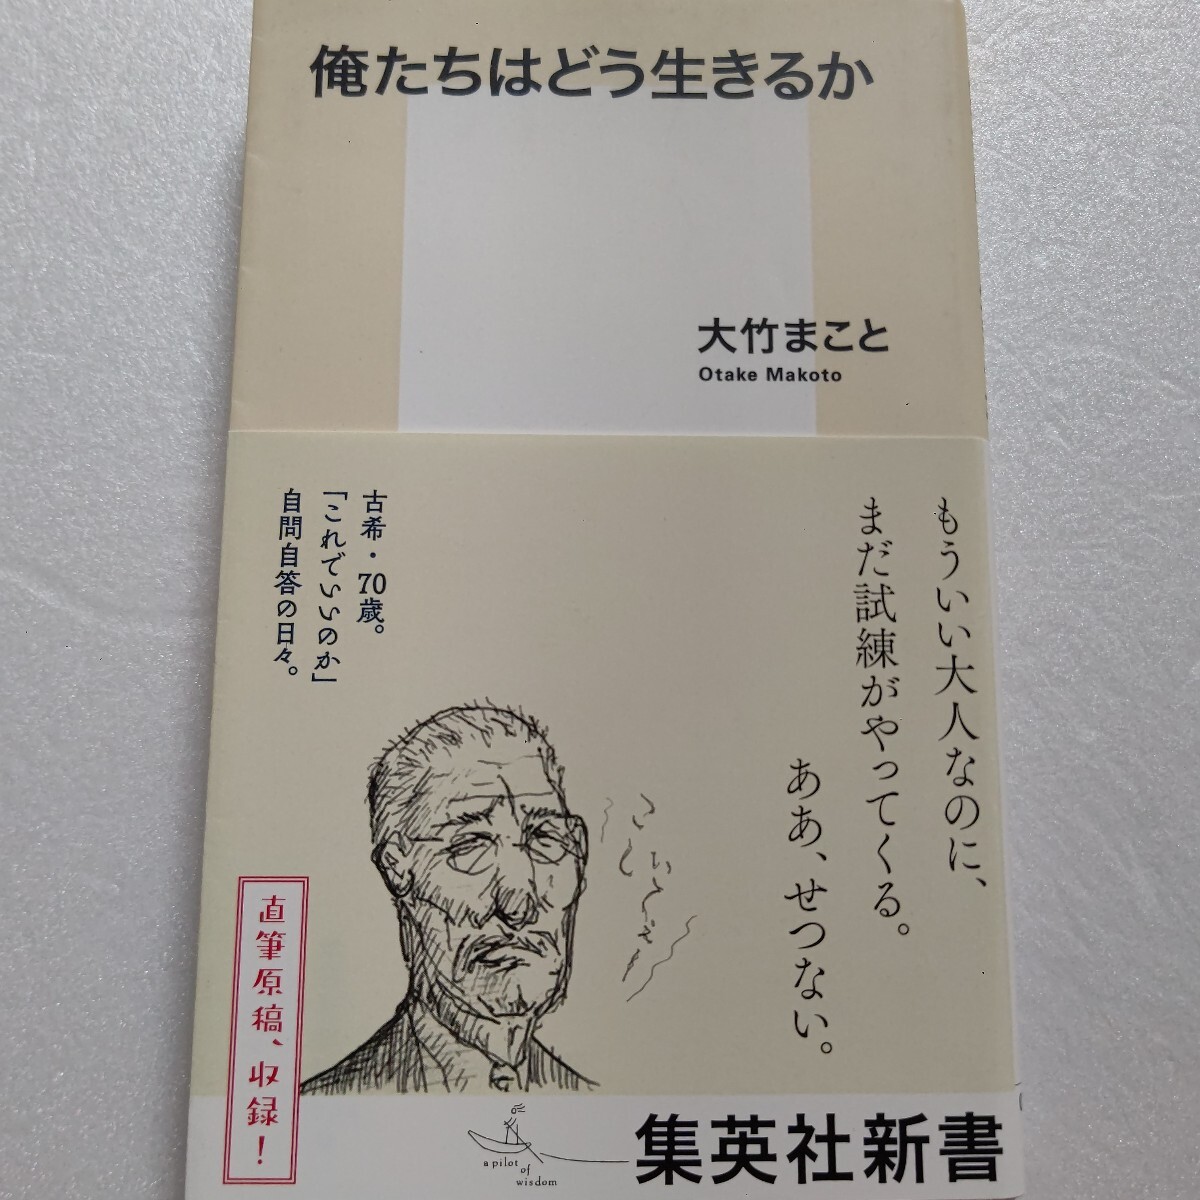 俺たちはどう生きるか
大竹まこと
Otake Makoto
もういい大人なのに、
まだ試練がやってくる。
ああ、せつない。
古希・70歳。
「これでいいのか」
自問自答の日々。
直筆原稿、収録！
a pilot
of
wisdom
集英社新書